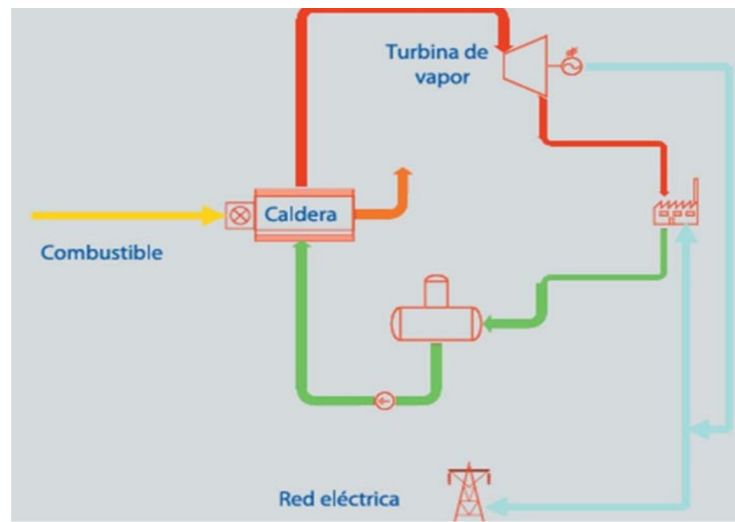 Turbina de
vapor
Caldera
Combustible
Red eléctrica